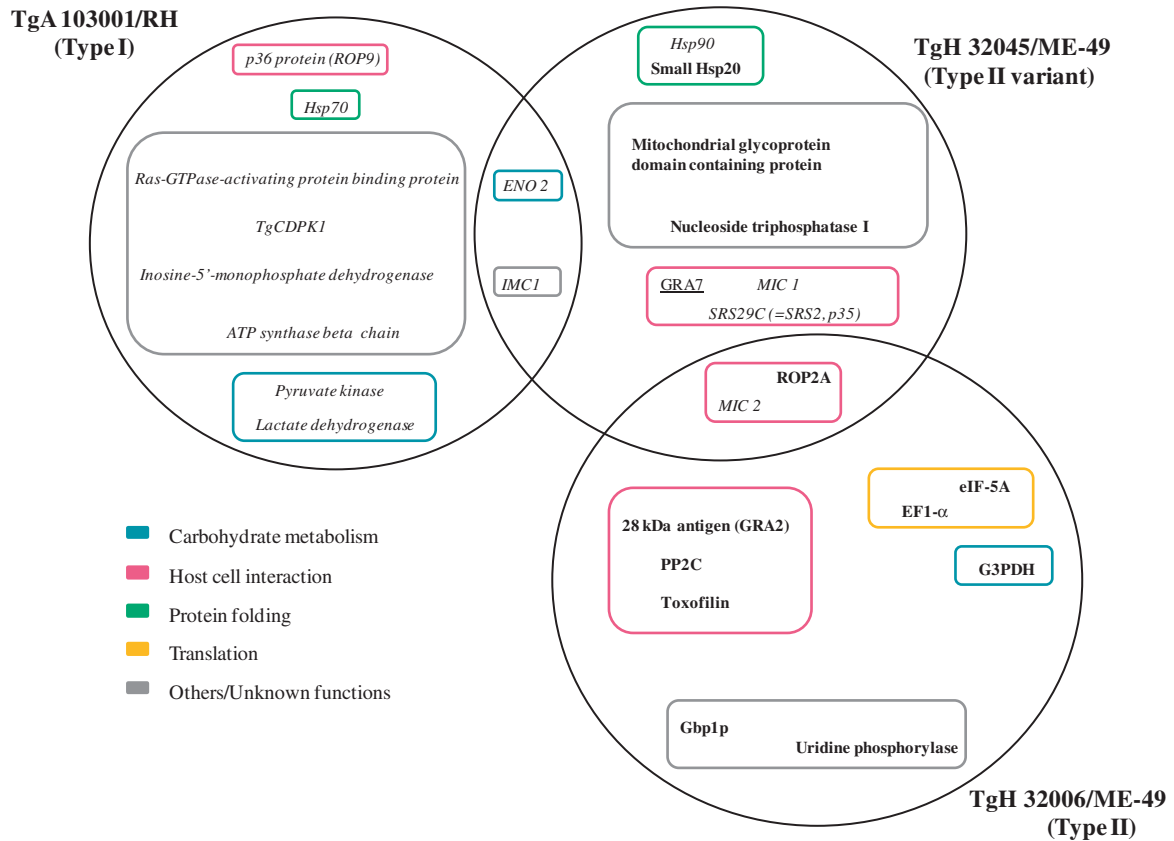 TgA 103001/RH
(Type I)
p36 protein (ROP9)
Hsp70
Ras-GTPase-activating protein binding protein
TgCDPK1
Inosine-5’-monophosphate dehydrogenase
ATP synthase beta chain
Pyruvate kinase
Lactate dehydrogenase
ENO 2
IMC1
TgH 32045/ME-49
(Type II variant)
Hsp90
Small Hsp20
Mitochondrial glycoprotein
domain containing protein
Nucleoside triphosphatase I
GRA7 MIC 1
SRS29C (=SRS2, p35)
ROP2A
MIC 2
eIF-5A
EF1-α
G3PDH
28 kDa antigen (GRA2)
PP2C
Toxofilin
Gbp1p
Uridine phosphorylase
TgH 32006/ME-49
(Type II)
Carbohydrate metabolism
Host cell interaction
Protein folding
Translation
Others/Unknown functions